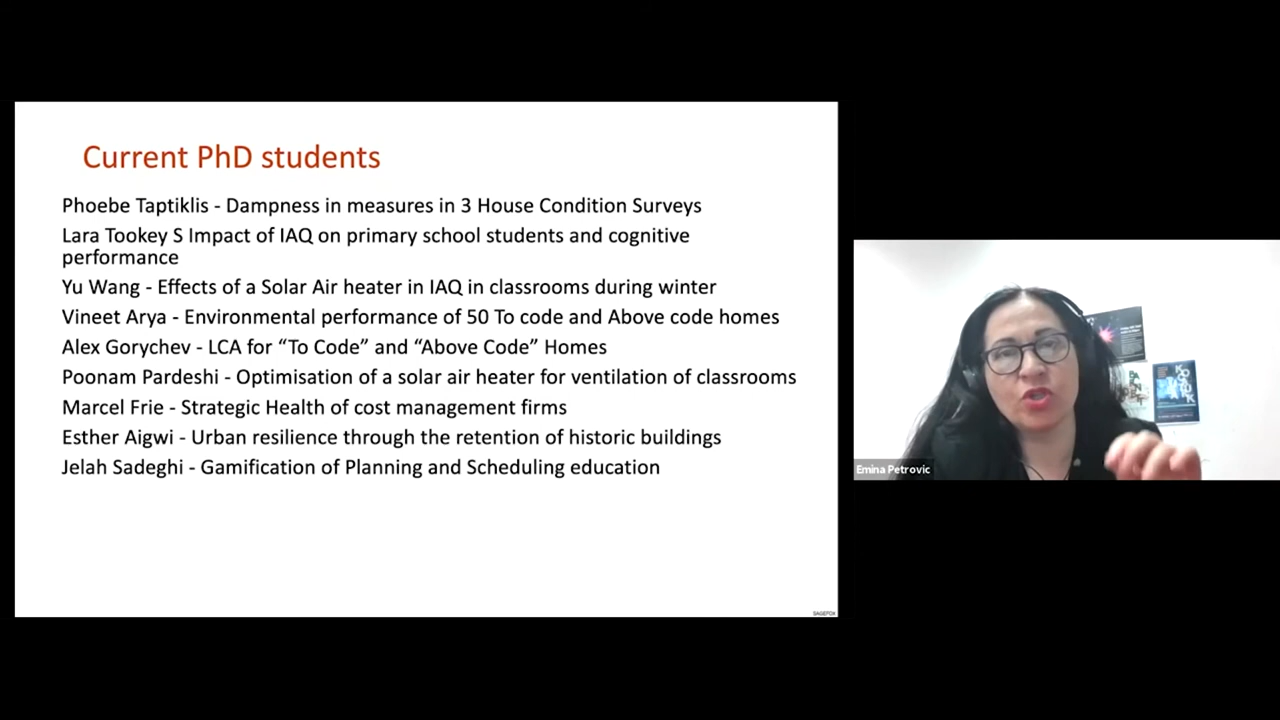 Current PhD students
Phoebe Taptiklis - Dampness in measures in 3 House Condition Surveys
Lara Tookey S Impact of IAQ on primary school students and cognitive
performance
Yu Wang - Effects of a Solar Air heater in IAQ in classrooms during winter
Vineet Arya - Environmental performance of 50 To code and Above code homes
Alex Gorychev - LCA for “To Code” and “Above Code” Homes
Poonam Pardeshi - Optimisation of a solar air heater for ventilation of classrooms
Marcel Frie - Strategic Health of cost management firms
Esther Aigwi - Urban resilience through the retention of historic buildings
Jelah Sadeghi - Gamification of Planning and Scheduling education
Emina Petrovic